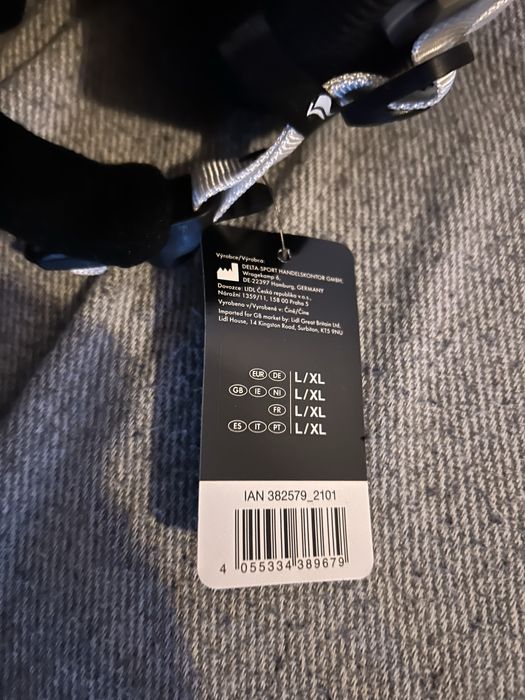 Výrobce/Výrobca:
DELTA-SPORT HANDELSKONTOR GMBH,
Wragekamp 6,
DE-22397 Hamburg, GERMANY
Dovozce: LIDL Česká republika v.o.s.,
Nárožní 1359/11, 158 00 Praha 5
Vyrobeno v/Vyrobené v: Číně/Číne
Imported for GB market by: Lidl Great Britain Ltd,
Lidl House, 14 Kingston Road, Surbiton, KT5 9NU
EUR DE L/XL
GB IE NI L/XL
FR L/XL
ES IT PT L/XL
IAN 382579_2101
4 055334 389679